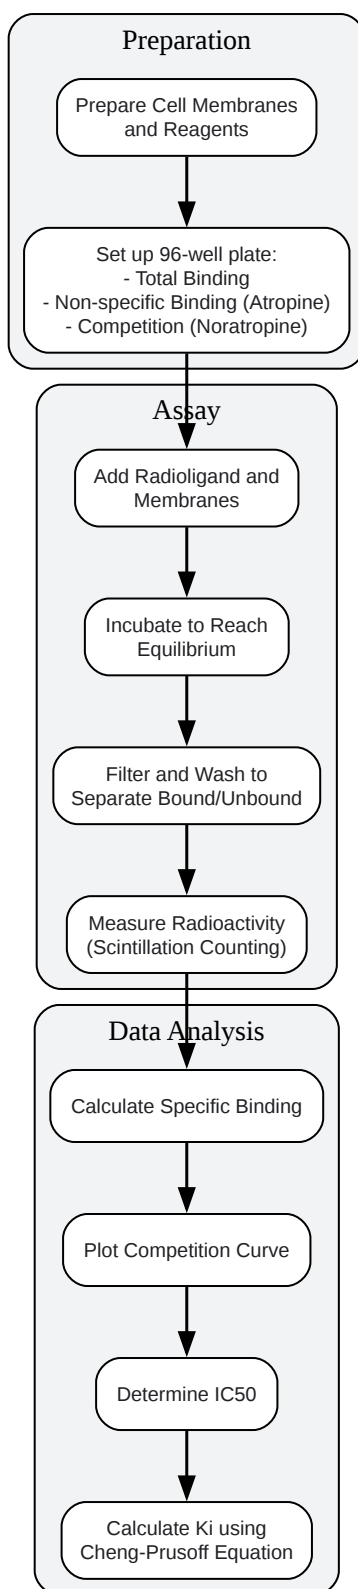 Preparation
Prepare Cell Membranes
and Reagents
Set up 96-well plate:
- Total Binding
- Non-specific Binding (Atropine)
- Competition (Noratropine)
Assay
Add Radioligand and
Membranes
Incubate to Reach
Equilibrium
Filter and Wash to
Separate Bound/Unbound
Measure Radioactivity
(Scintillation Counting)
Data Analysis
Calculate Specific Binding
Plot Competition Curve
Determine IC50
Calculate Ki using
Cheng-Prusoff Equation